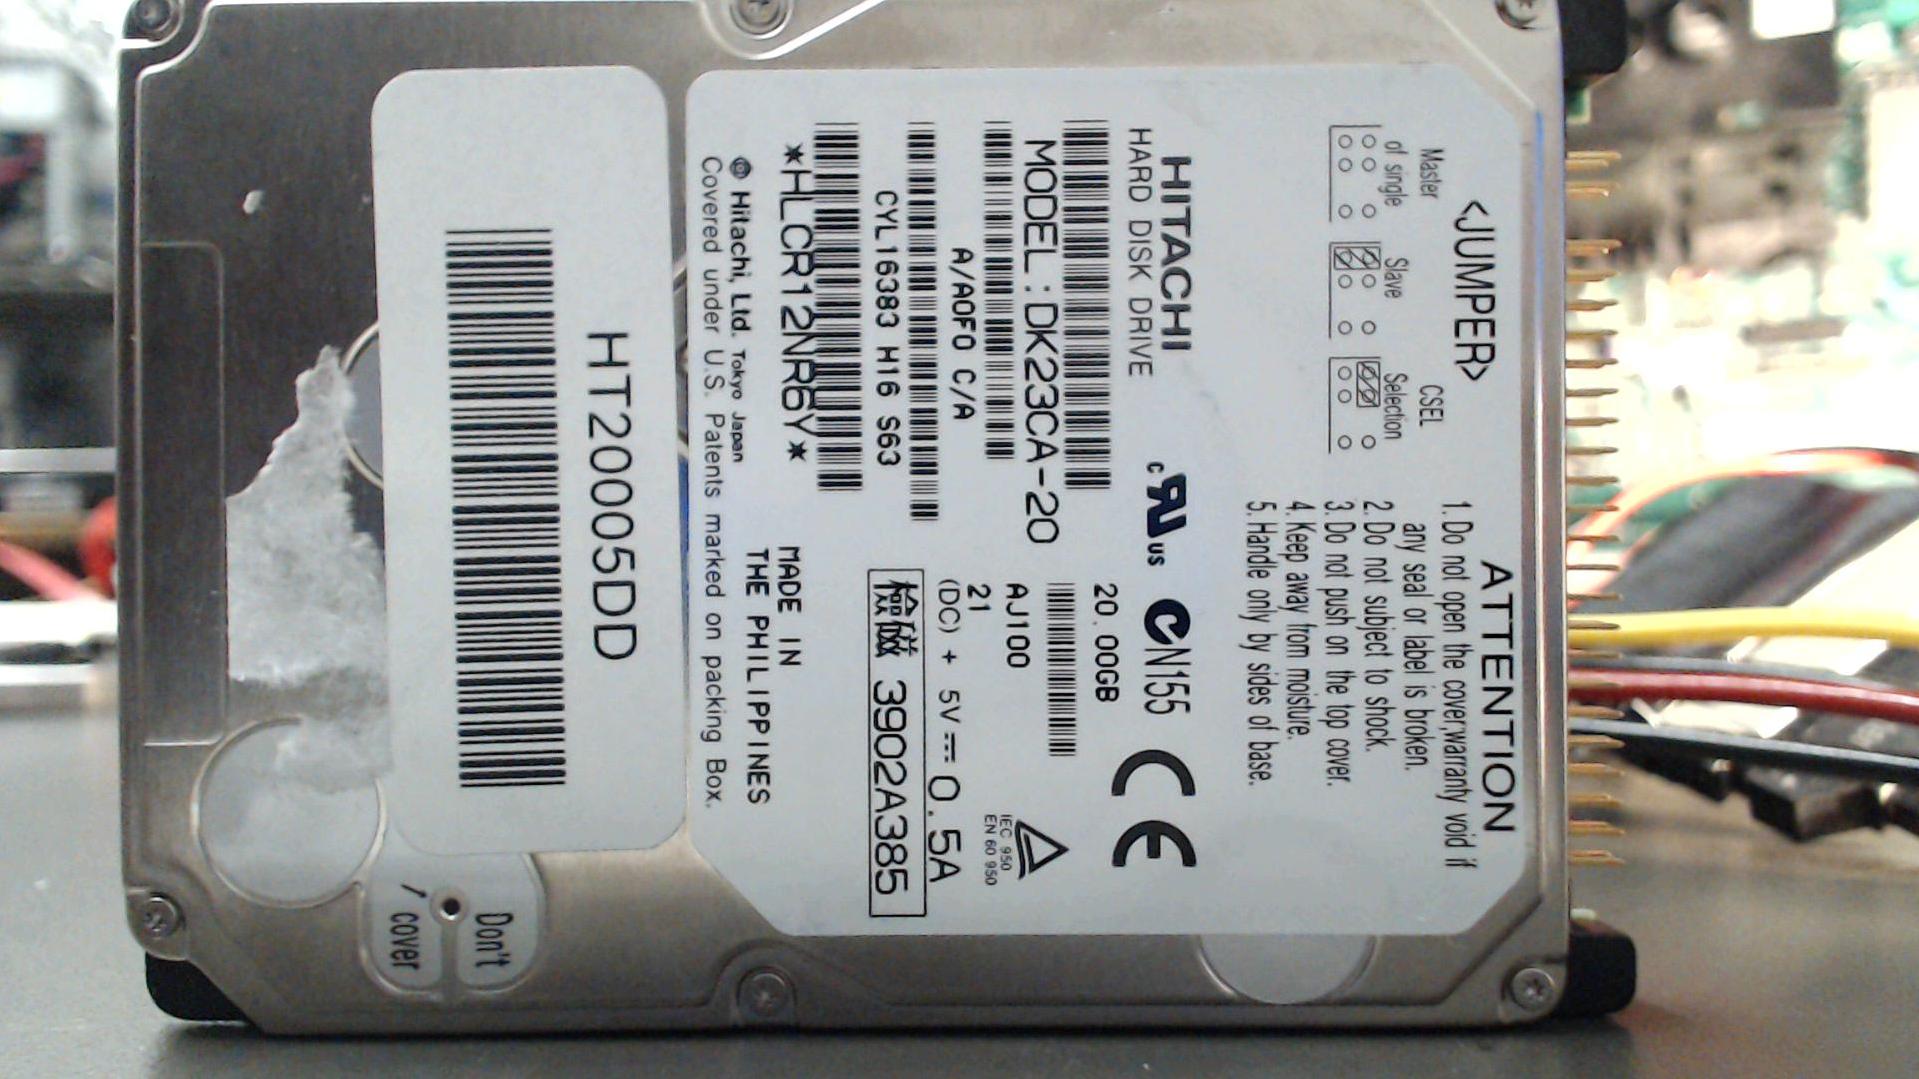 <JUMPER>
Master
of single
Slave
CSEL
Selection
ATTENTION
1. Do not open the cover,warranty void if
any seal or label is broken.
2. Do not subject to shock.
3. Do not push on the top cover.
4. Keep away from moisture.
5. Handle only by sides of base.
HITACHI
HARD DISK DRIVE
c RU us
N155
CE
MODEL:DK23CA-20
20.00GB
A/A0F0 C/A
AJ100
21
IEC 950
EN 60 950
CYL16383 H16 S63
(DC) + 5V 0.5A
3902A385
*HLCR12NR6Y*
MADE IN
THE PHILIPPINES
© Hitachi, Ltd. Tokyo Japan
Covered under U.S. Patents marked on packing Box.
HT20005DD
Don't
cover